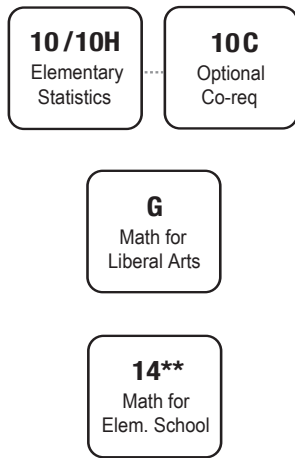 10/10H
Elementary
Statistics
10C
Optional
Co-req
G
Math for
Liberal Arts
14**
Math for
Elem. School